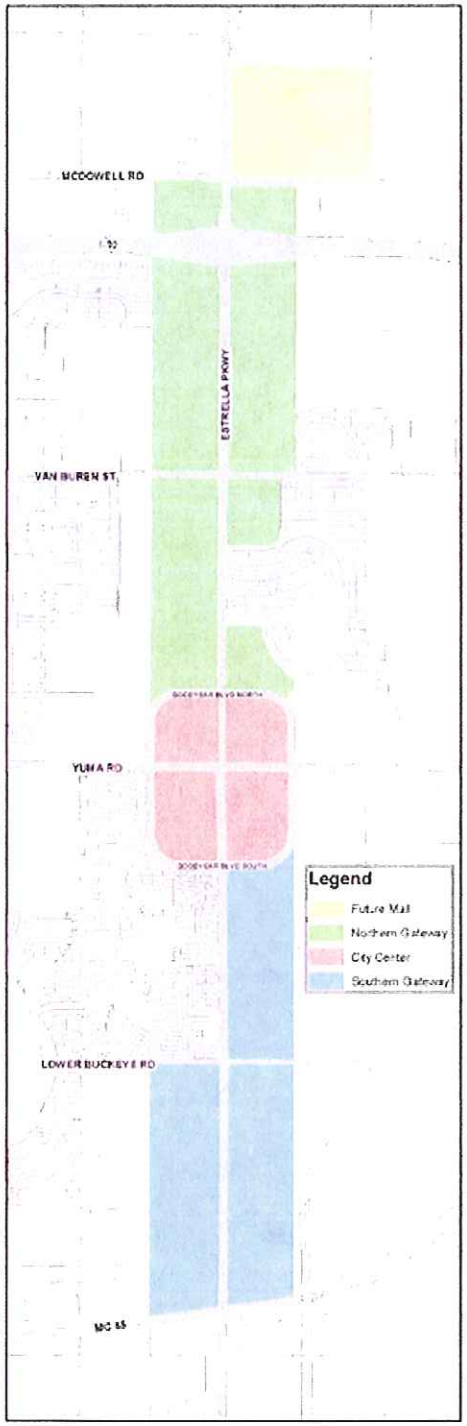 MCDOWELL RD
I-10
ESTRELLA PKWY
VAN BUREN ST
GOODYEAR BLVD NORTH
YUMA RD
GOODYEAR BLVD SOUTH
Legend
Future Mall
Northern Gateway
City Center
Southern Gateway
LOWER BUCKEYE RD
MC 85